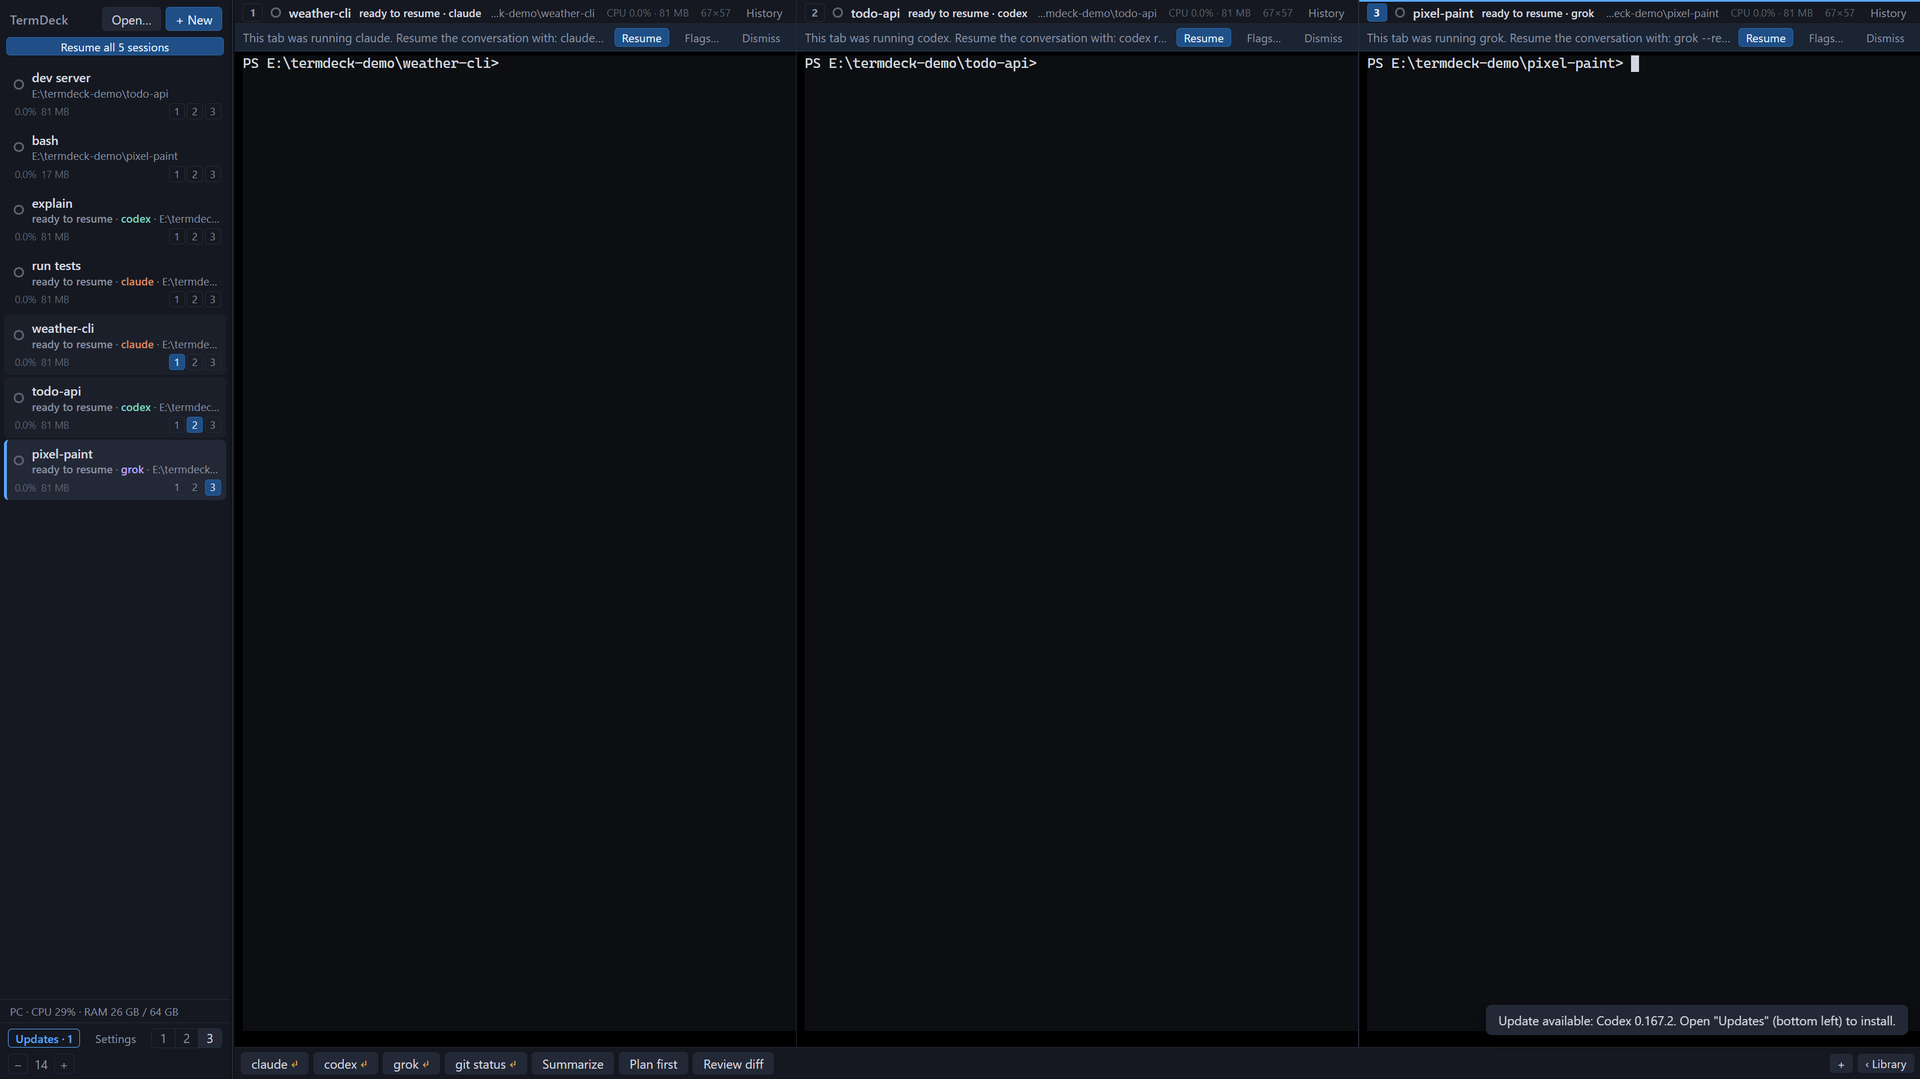 TermDeck Open... + New
Resume all 5 sessions
dev server
E:\termdeck-demo\todo-api
0.0% 81 MB 1 2 3
bash
E:\termdeck-demo\pixel-paint
0.0% 17 MB 1 2 3
explain
ready to resume · codex · E:\termdec...
0.0% 81 MB 1 2 3
run tests
ready to resume · claude · E:\termde...
0.0% 81 MB 1 2 3
weather-cli
ready to resume · claude · E:\termde...
0.0% 81 MB 1 2 3
todo-api
ready to resume · codex · E:\termdec...
0.0% 81 MB 1 2 3
pixel-paint
ready to resume · grok · E:\termdeck...
0.0% 81 MB 1 2 3
PC · CPU 29% · RAM 26 GB / 64 GB
Updates · 1 Settings 1 2 3
− 14 +
1 weather-cli ready to resume · claude ...k-demo\weather-cli CPU 0.0% · 81 MB 67×57 History
This tab was running claude. Resume the conversation with: claude... Resume Flags... Dismiss
PS E:\termdeck-demo\weather-cli>
2 todo-api ready to resume · codex ...mdeck-demo\todo-api CPU 0.0% · 81 MB 67×57 History
This tab was running codex. Resume the conversation with: codex r... Resume Flags... Dismiss
PS E:\termdeck-demo\todo-api>
3 pixel-paint ready to resume · grok ...eck-demo\pixel-paint CPU 0.0% · 81 MB 67×57 History
This tab was running grok. Resume the conversation with: grok --re... Resume Flags... Dismiss
PS E:\termdeck-demo\pixel-paint>
Update available: Codex 0.167.2. Open "Updates" (bottom left) to install.
claude ↵ codex ↵ grok ↵ git status ↵ Summarize Plan first Review diff + ‹ Library